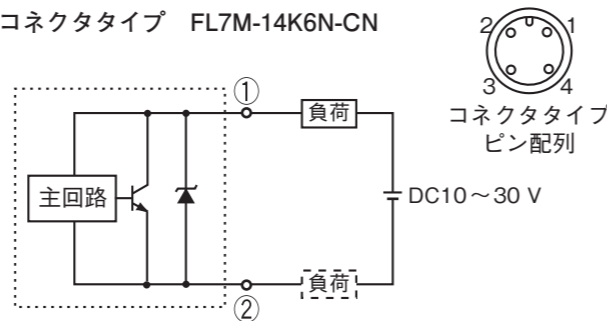 コネクタタイプ　FL7M-14K6N-CN
2 1
3 4
コネクタタイプ
ピン配列
①
負荷
主回路
DC10～30 V
負荷
②